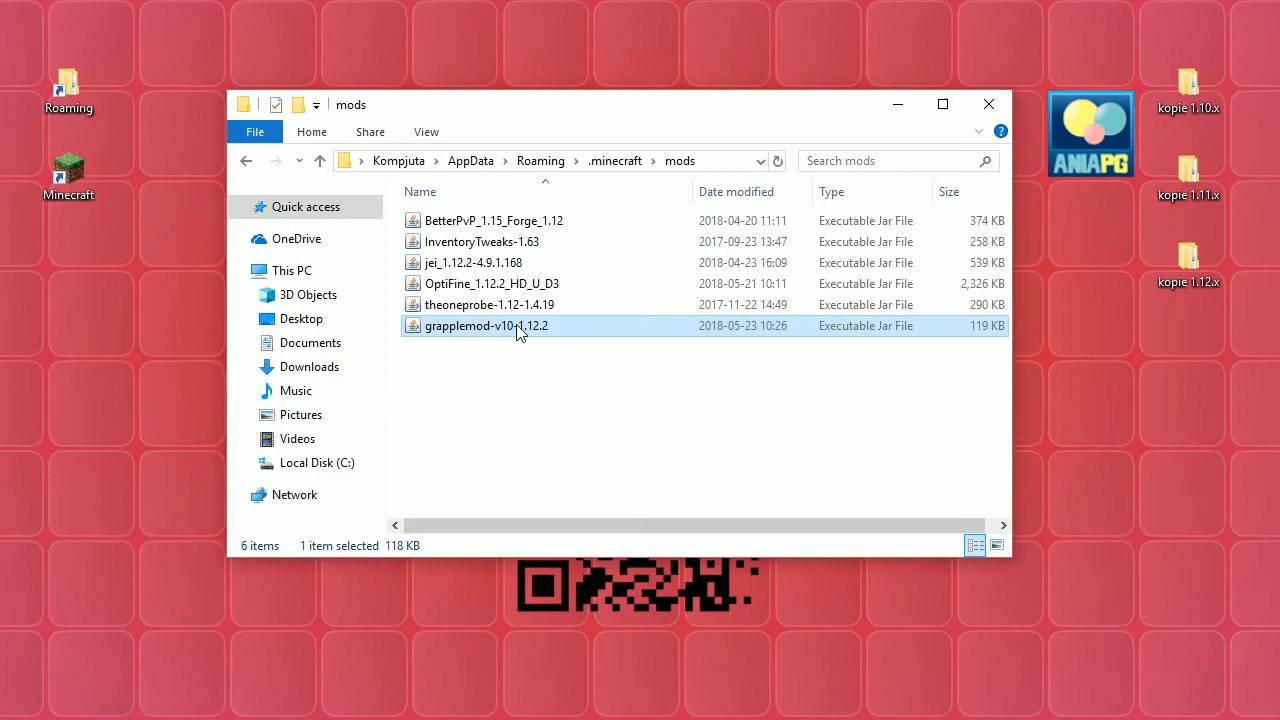 Roaming
Minecraft
mods
File Home Share View
Kompjuto AppData Roaming .minecraft mods Search mods
Name Date modified Type Size
BetterPvP_1.15_Forge_1.12 2018-04-20 11:11 Executable Jar File 374 KB
InventoryTweaks-1.63 2017-09-23 13:47 Executable Jar File 258 KB
jei_1.12.2-4.9.1.168 2018-04-23 16:09 Executable Jar File 539 KB
OptiFine_1.12.2_HD_U_D3 2018-05-21 10:11 Executable Jar File 2,326 KB
theoneprobe-1.12-1.4.19 2017-11-22 14:49 Executable Jar File 290 KB
grapplemod-v10-1.12.2 2018-05-23 10:26 Executable Jar File 119 KB
Quick access
OneDrive
This PC
3D Objects
Desktop
Documents
Downloads
Music
Pictures
Videos
Local Disk (C:)
Network
6 items 1 item selected 118 KB
ANIAPG
kopie 1.10.x
kopie 1.11.x
kopie 1.12.x